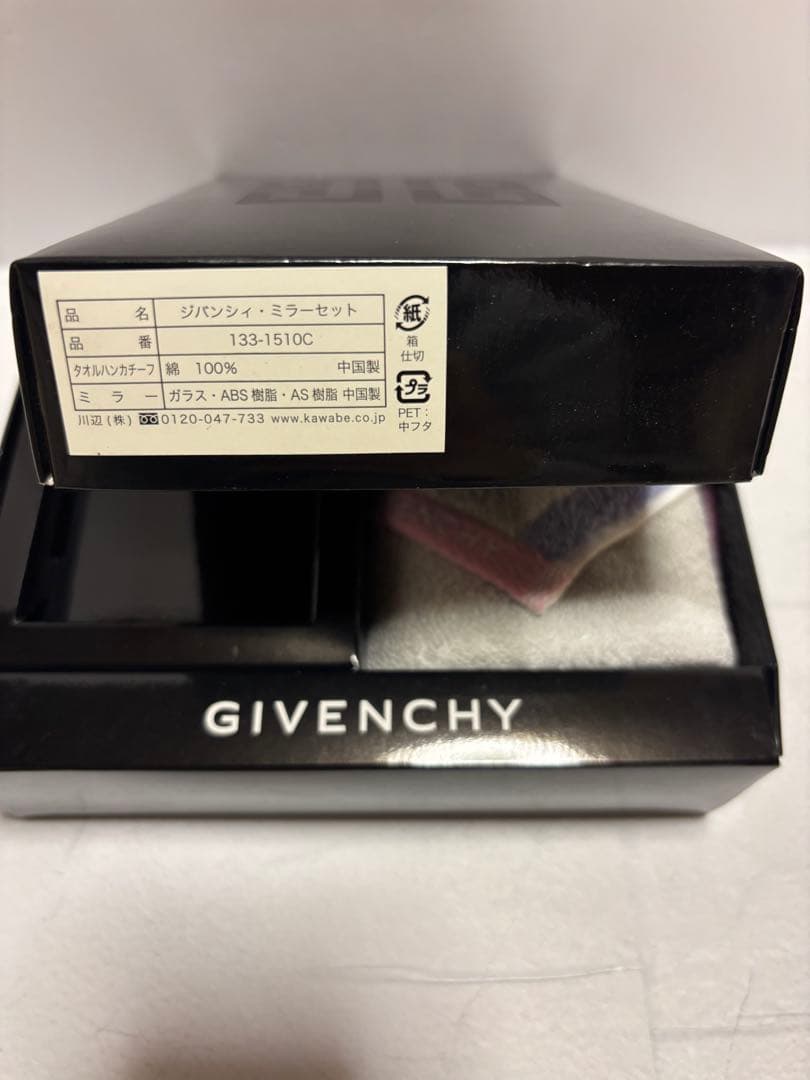 品　　　名 ジバンシィ・ミラーセット
品　　　番 133-1510C
タオルハンカチーフ 綿　100%　　　中国製
ミ　ラ　ー ガラス・ABS樹脂・AS樹脂 中国製
川辺(株) 0120-047-733 www.kawabe.co.jp
紙
箱
仕切
プラ
PET：
中フタ
GIVENCHY